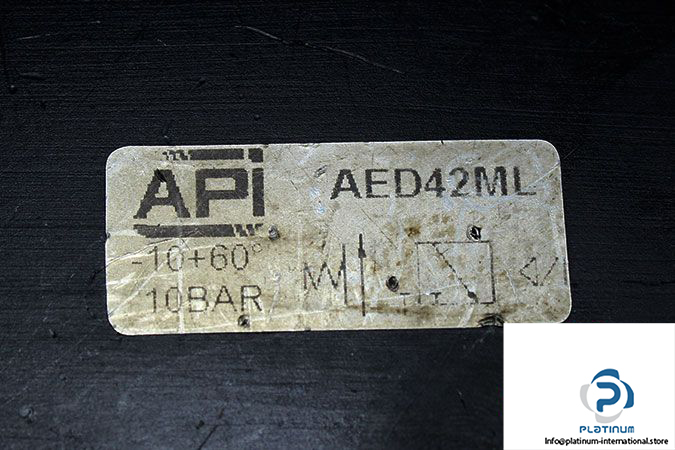 API
AED42ML
-10+60°
10BAR
PLATINUM
Info@platinum-international.store